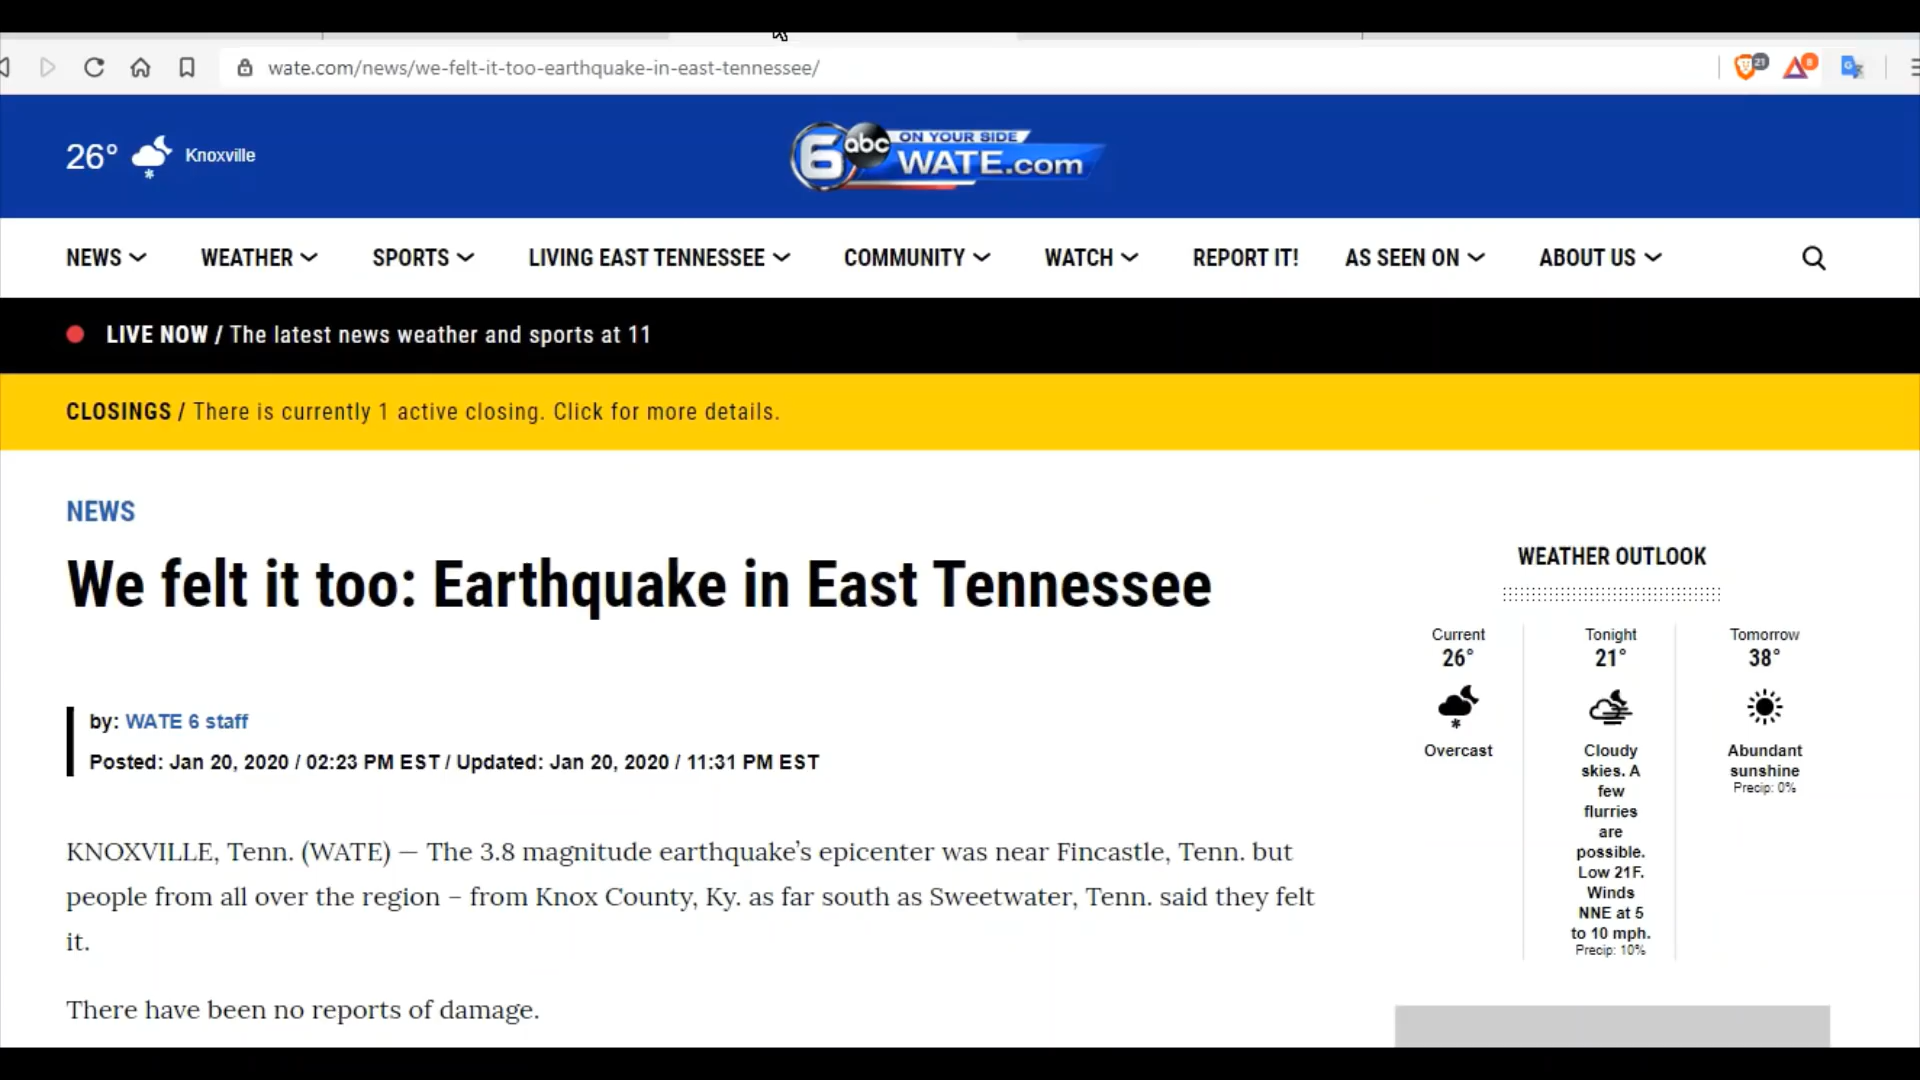 wate.com/news/we-felt-it-too-earthquake-in-east-tennessee/
21
8
26°
Knoxville
6 abc ON YOUR SIDE
WATE.com
NEWS
WEATHER
SPORTS
LIVING EAST TENNESSEE
COMMUNITY
WATCH
REPORT IT!
AS SEEN ON
ABOUT US
LIVE NOW / The latest news weather and sports at 11
CLOSINGS / There is currently 1 active closing. Click for more details.
NEWS
We felt it too: Earthquake in East Tennessee
by: WATE 6 staff
Posted: Jan 20, 2020 / 02:23 PM EST / Updated: Jan 20, 2020 / 11:31 PM EST
KNOXVILLE, Tenn. (WATE) — The 3.8 magnitude earthquake’s epicenter was near Fincastle, Tenn. but
people from all over the region – from Knox County, Ky. as far south as Sweetwater, Tenn. said they felt
it.
There have been no reports of damage.
WEATHER OUTLOOK
Current
26°
Overcast
Tonight
21°
Cloudy
skies. A
few
flurries
are
possible.
Low 21F.
Winds
NNE at 5
to 10 mph.
Precip: 10%
Tomorrow
38°
Abundant
sunshine
Precip: 0%